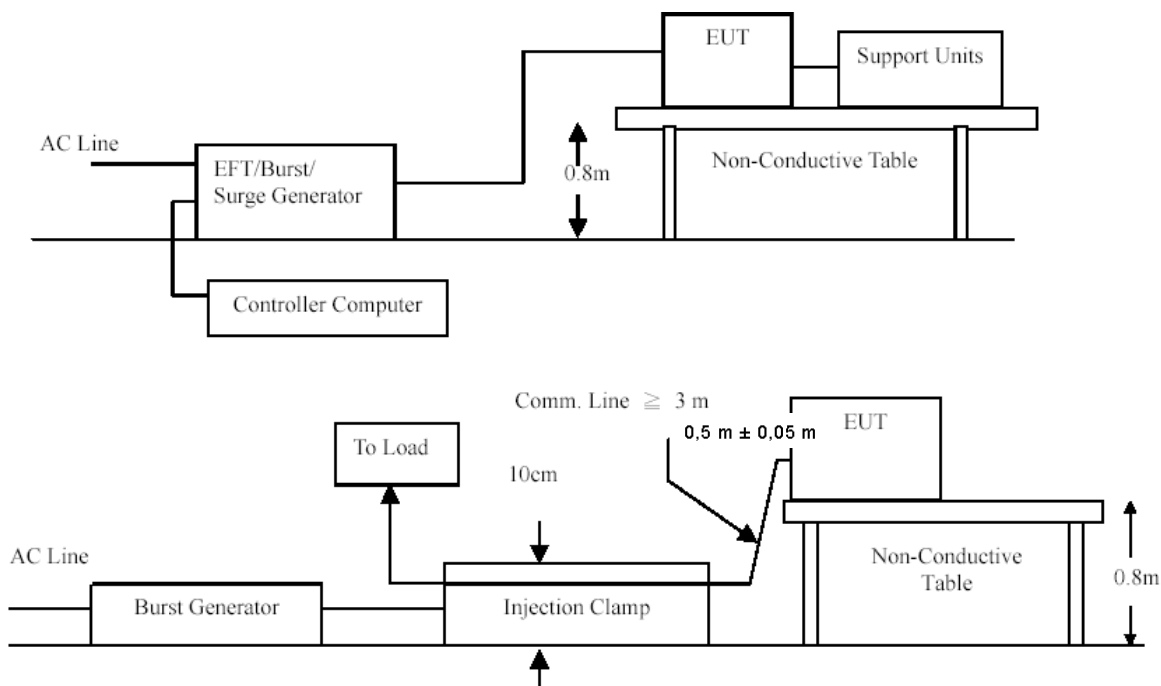 EUT
Support Units
AC Line
EFT/Burst/
Surge Generator
0.8m
Non-Conductive Table
Controller Computer
Comm. Line ≧ 3 m
0,5 m ± 0,05 m
EUT
To Load
10cm
AC Line
Non-Conductive
Table
0.8m
Burst Generator
Injection Clamp